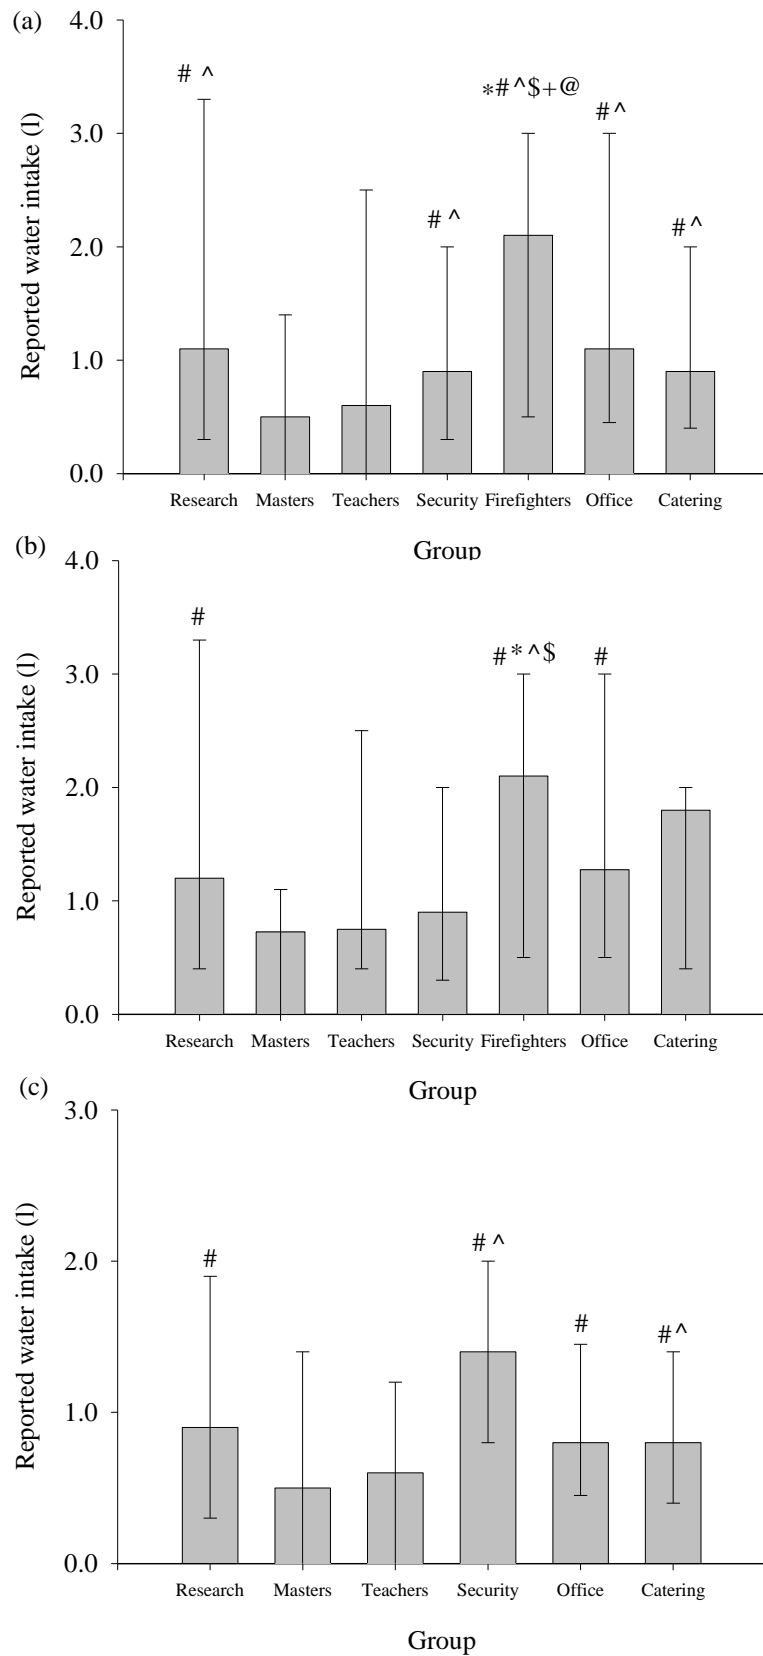 (a)
4.0
# ^
*#^$+@
#^
3.0
# ^
#^
2.0
1.0
0.0
Reported water intake (l)
Research Masters Teachers Security Firefighters Office Catering
Group
(b)
4.0
#
#*^$
#
3.0
2.0
1.0
0.0
Reported water intake (l)
Research Masters Teachers Security Firefighters Office Catering
Group
(c)
3.0
# ^
2.0
#
#
#^
1.0
0.0
Reported water intake (l)
Research Masters Teachers Security Office Catering
Group